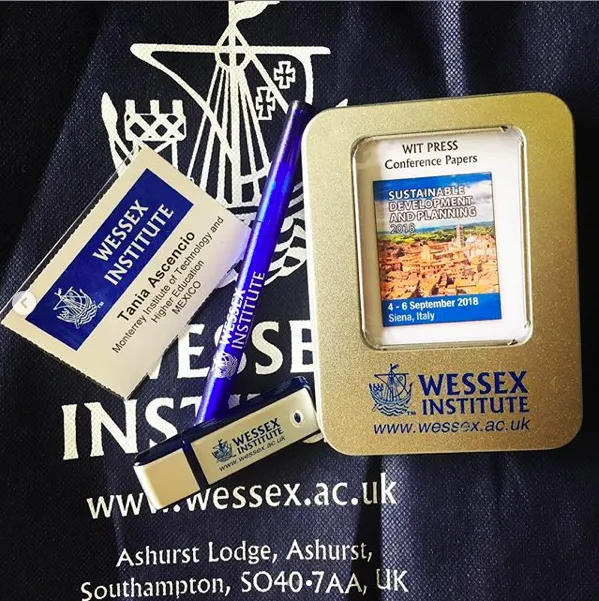 WESSEX
INSTITUTE
Tania Ascencio
Monterrey Institute of Technology and
Higher Education
MEXICO
WESSEX
INSTITUTE
WIT PRESS
Conference Papers
SUSTAINABLE
DEVELOPMENT
AND PLANNING
2018
4 - 6 September 2018
Siena, Italy
WESSEX
INSTITUTE
www.wessex.ac.uk
WESSEX
INSTITUTE
www.wessex.ac.uk
www.wessex.ac.uk
Ashurst Lodge, Ashurst,
Southampton, SO40·7AA, UK